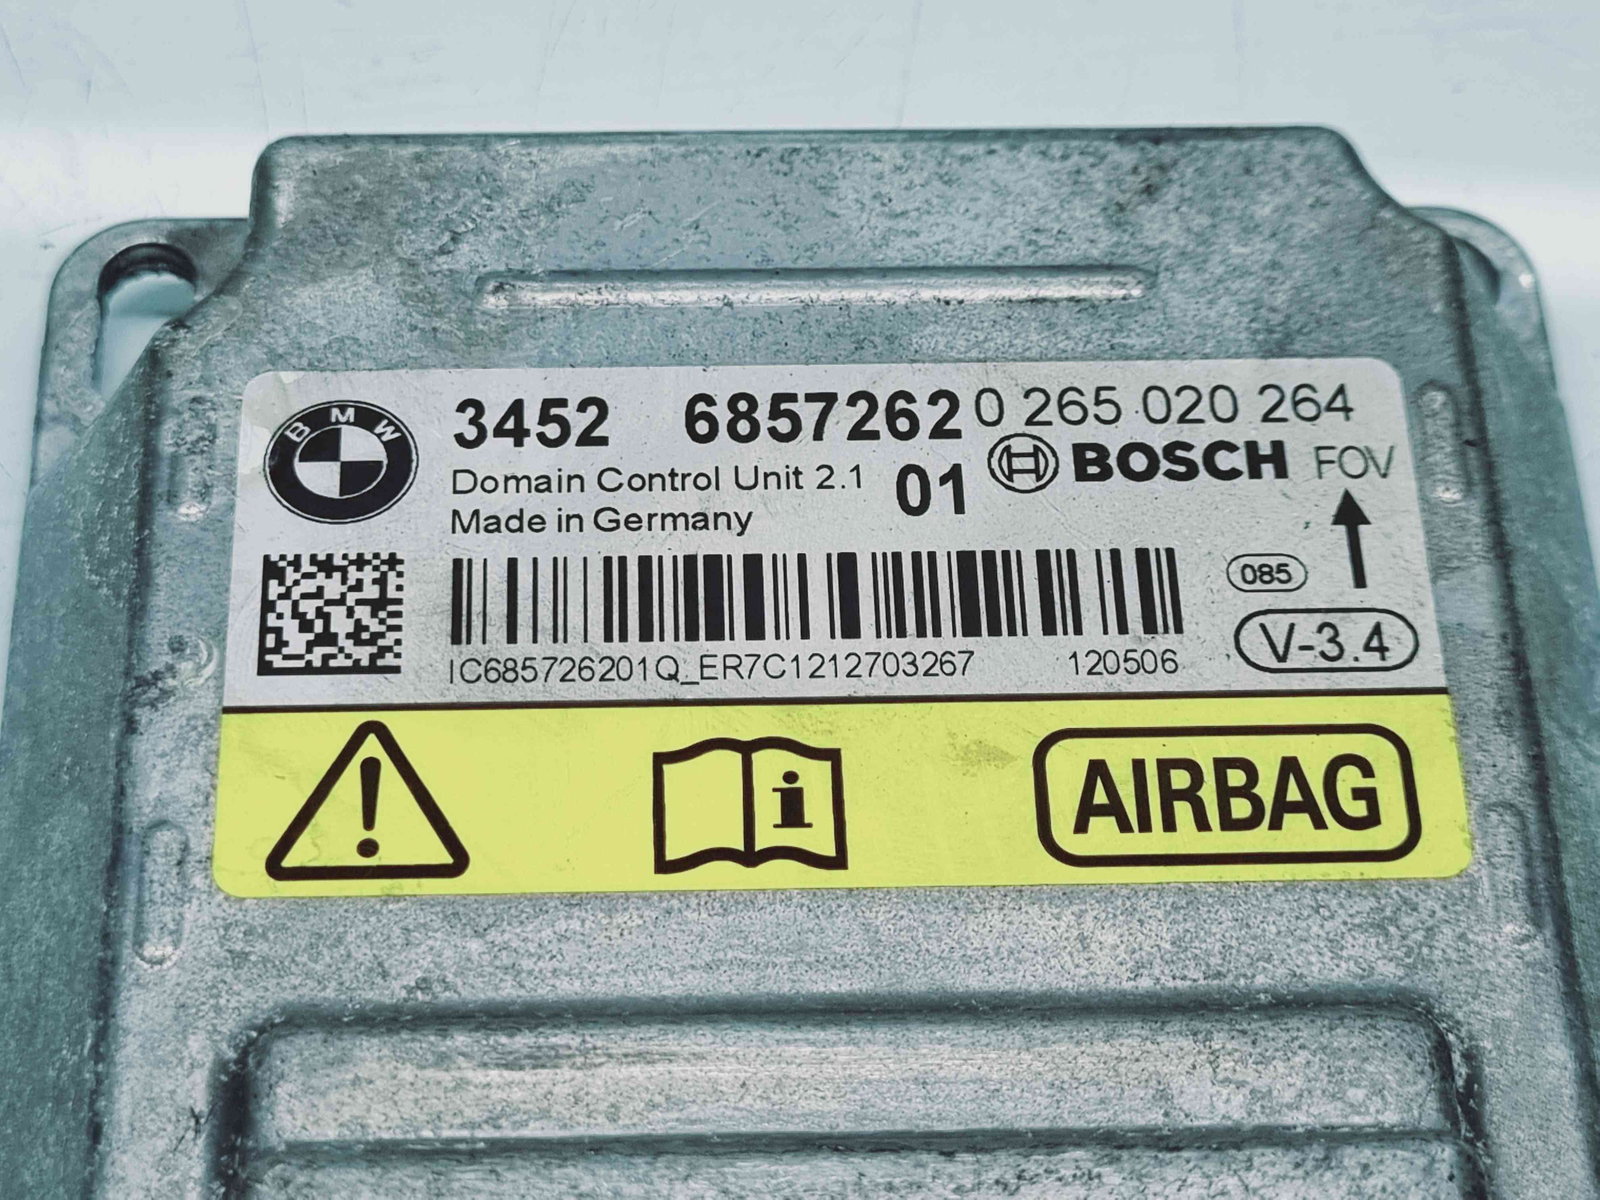 BMW
3452 6857262 0 265 020 264
Domain Control Unit 2.1 01 BOSCH FOV
Made in Germany
085
IC685726201Q_ER7C1212703267 120506 V-3.4
AIRBAG